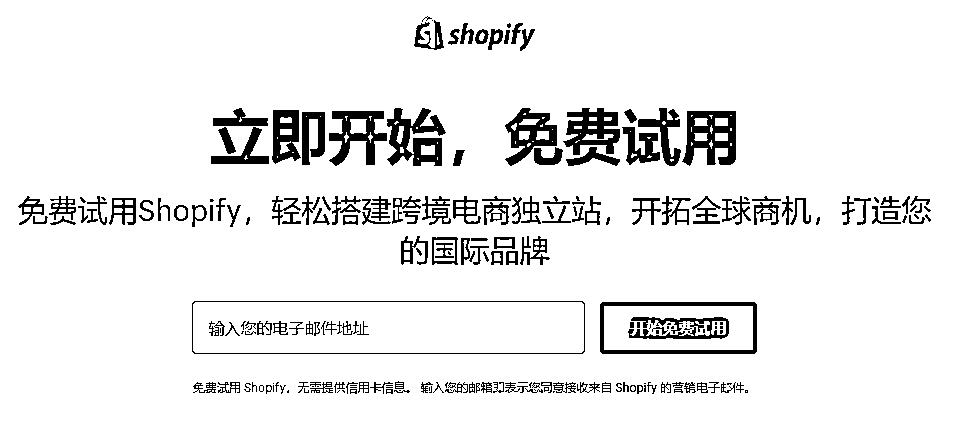 shopify
立即开始，免费试用
免费试用Shopify，轻松搭建跨境电商独立站，开拓全球商机，打造您
的国际品牌
输入您的电子邮件地址
开始免费试用
免费试用 Shopify，无需提供信用卡信息。 输入您的邮箱即表示您同意接收来自 Shopify 的营销电子邮件。